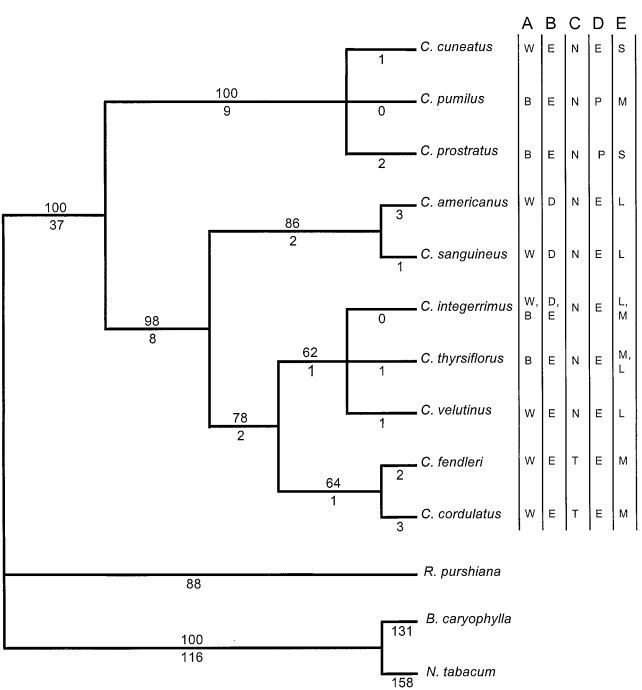 A B C D E
C. cuneatus W E N E S
1
100
9
C. pumilus B E N P M
0
C. prostratus B E N P S
2
C. americanus W D N E L
3
100
37
86
2
C. sanguineus W D N E L
1
C. integerrimus W, B D, E N E L, M
0
98
8
62
1
C. thyrsiflorus B E N E M, L
1
C. velutinus W E N E L
1
78
2
C. fendleri W E T E M
2
64
1
C. cordulatus W E T E M
3
R. purshiana
88
B. caryophylla
131
100
116
N. tabacum
158